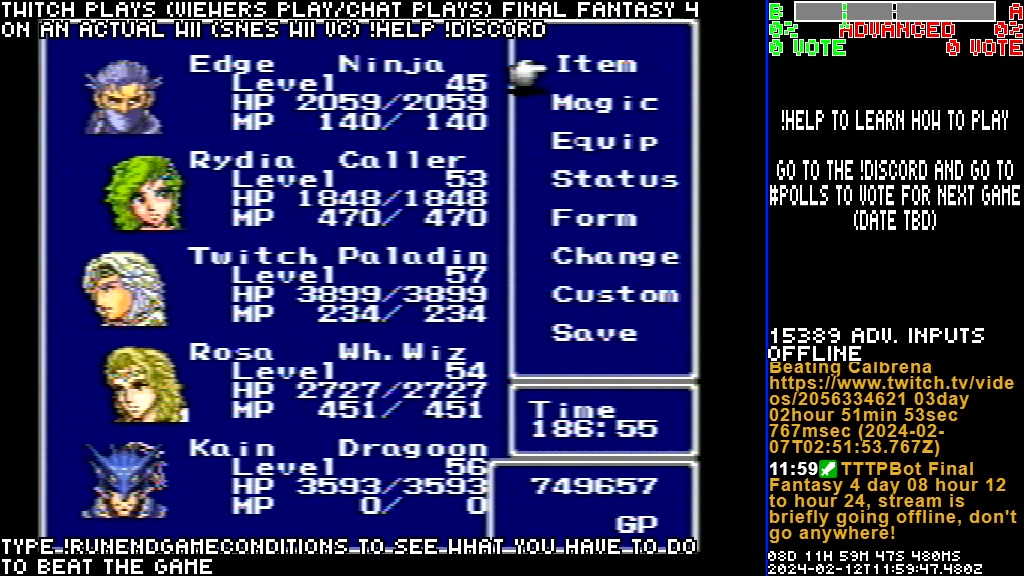 TWITCH PLAYS (VIEWERS PLAY/CHAT PLAYS) FINAL FANTASY 4
ON AN ACTUAL WII (SNES WII VC) !HELP !DISCORD
Edge Ninja
Level 45
HP 2059/2059
MP 140/ 140
Rydia Caller
Level 53
HP 1848/1848
MP 470/ 470
Twitch Paladin
Level 57
HP 3899/3899
MP 234/ 234
Rosa Wh.Wiz
Level 54
HP 2727/2727
MP 451/ 451
Kain Dragoon
Level 56
HP 3593/3593
MP 0/ 0
Item
Magic
Equip
Status
Form
Change
Custom
Save
Time
186:55
749657
GP
TYPE !RUNENDGAMECONDITIONS TO SEE WHAT YOU HAVE TO DO
TO BEAT THE GAME
B A
0% ADVANCED 0%
0 VOTE 0 VOTE
!HELP TO LEARN HOW TO PLAY
GO TO THE !DISCORD AND GO TO
#POLLS TO VOTE FOR NEXT GAME
(DATE TBD)
15389 ADV. INPUTS
OFFLINE
Beating Calbrena
https://www.twitch.tv/vide
os/2056334621 03day
02hour 51min 53sec
767msec (2024-02-
07T02:51:53.767Z)
11:59 TTTPBot Final
Fantasy 4 day 08 hour 12
to hour 24, stream is
briefly going offline, don't
go anywhere!
08D 11H 59M 47S 480MS
2024-02-12T11:59:47.480Z